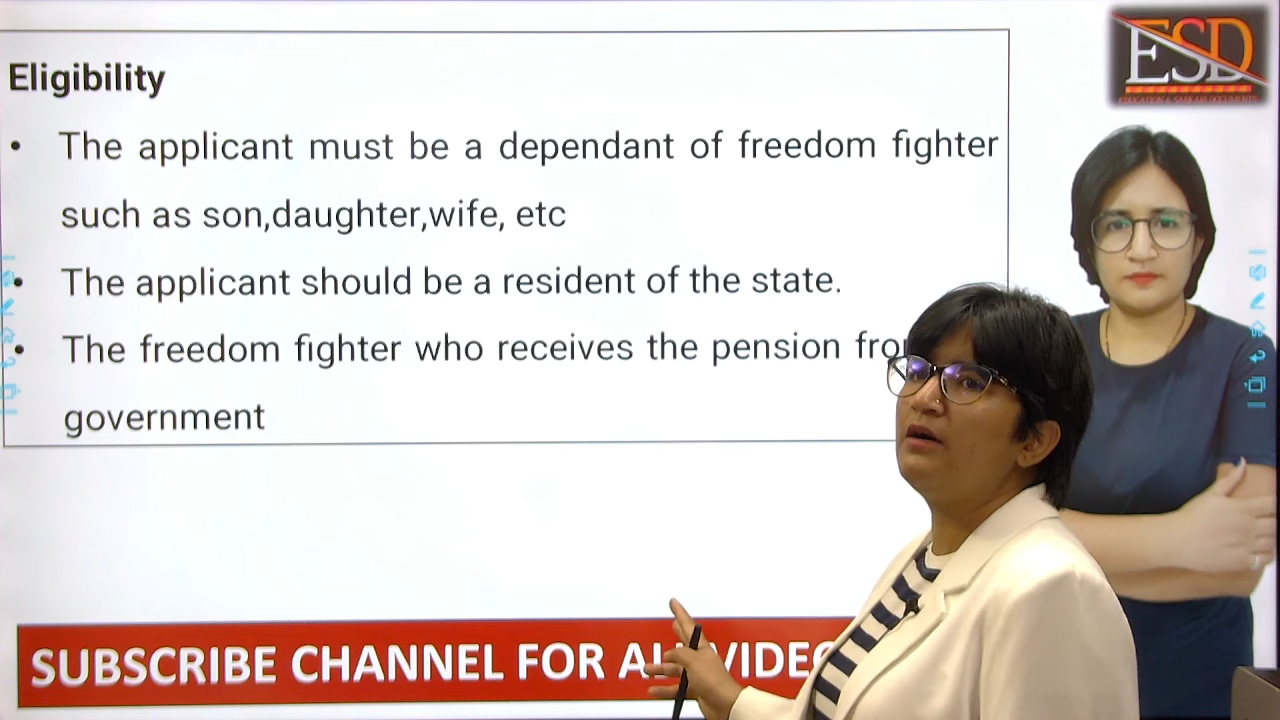 Eligibility
• The applicant must be a dependant of freedom fighter
such as son,daughter,wife, etc
• The applicant should be a resident of the state.
• The freedom fighter who receives the pension
government
SUBSCRIBE CHANNEL FOR
ESD